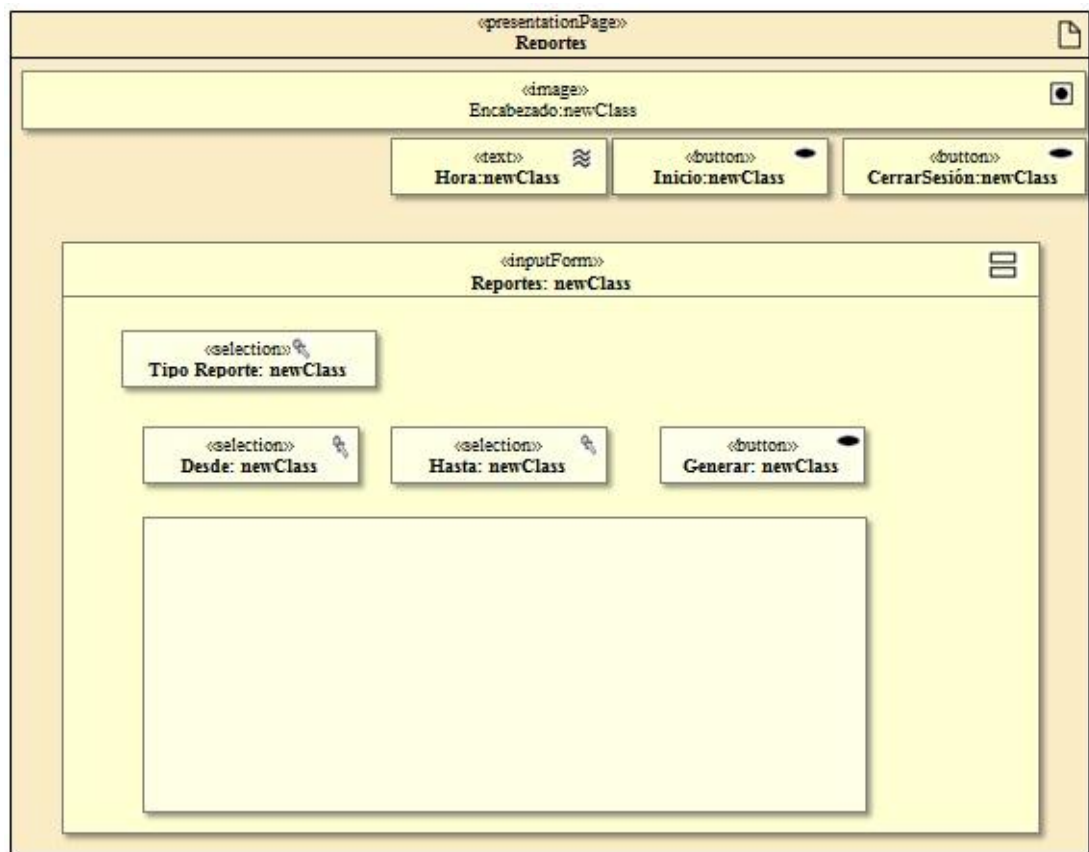 «presentationPage»
Reportes
«image»
Encabezado:newClass
«text»
Hora:newClass
«button»
Inicio:newClass
«button»
CerrarSesión:newClass
«inputForm»
Reportes: newClass
«selection»
Tipo Reporte: newClass
«selection»
Desde: newClass
«selection»
Hasta: newClass
«button»
Generar: newClass